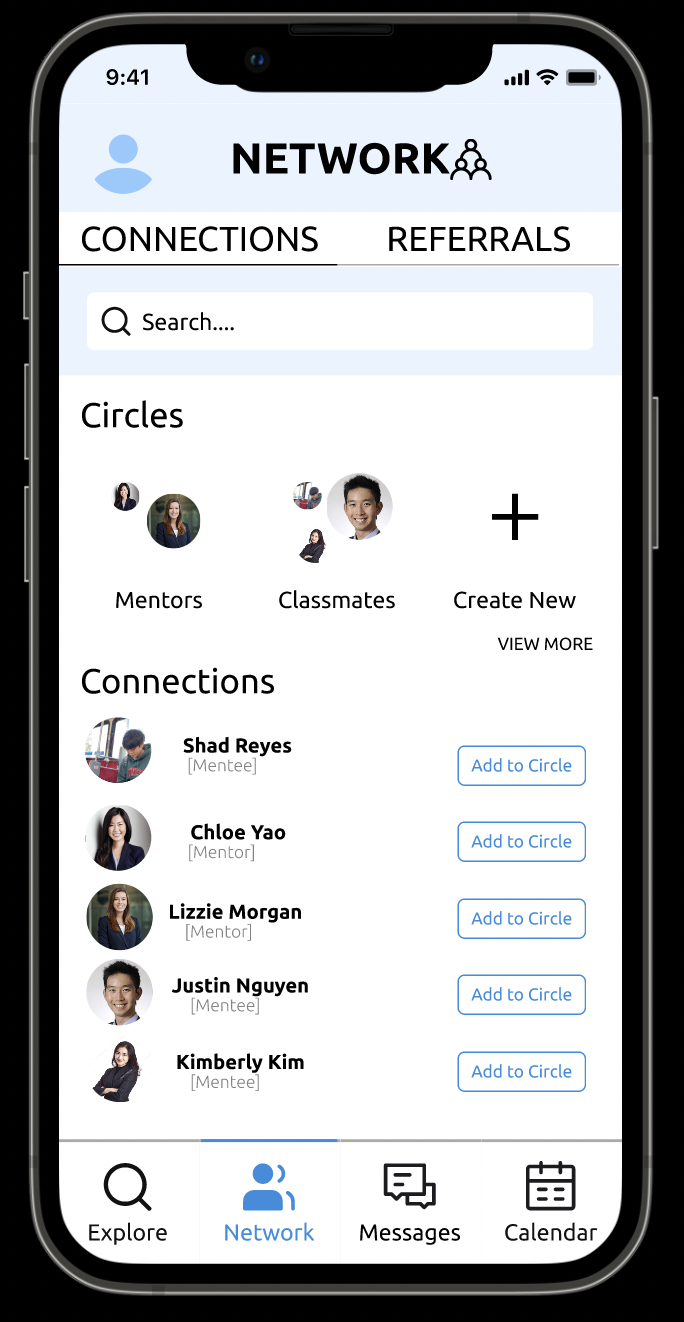 9:41
NETWORK
CONNECTIONS REFERRALS
Search....
Circles
Mentors Classmates Create New
VIEW MORE
Connections
Shad Reyes
[Mentee]
Add to Circle
Chloe Yao
[Mentor]
Add to Circle
Lizzie Morgan
[Mentor]
Add to Circle
Justin Nguyen
[Mentee]
Add to Circle
Kimberly Kim
[Mentee]
Add to Circle
Explore Network Messages Calendar